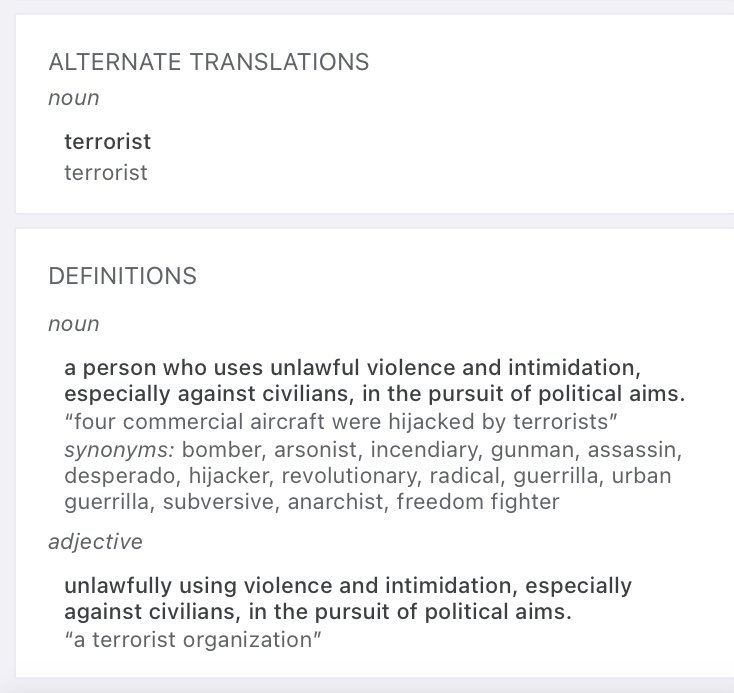 ALTERNATE TRANSLATIONS
noun
terrorist
terrorist
DEFINITIONS
noun
a person who uses unlawful violence and intimidation,
especially against civilians, in the pursuit of political aims.
“four commercial aircraft were hijacked by terrorists”
synonyms: bomber, arsonist, incendiary, gunman, assassin,
desperado, hijacker, revolutionary, radical, guerrilla, urban
guerrilla, subversive, anarchist, freedom fighter
adjective
unlawfully using violence and intimidation, especially
against civilians, in the pursuit of political aims.
“a terrorist organization”